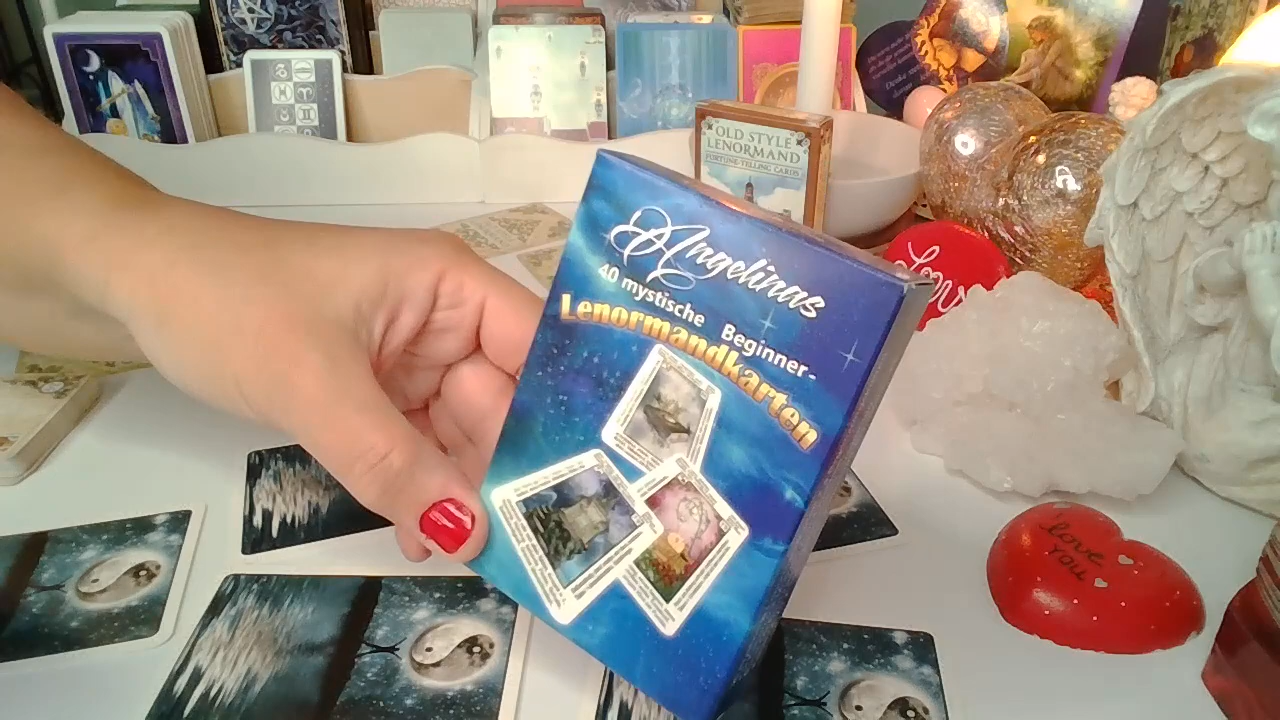 OLD STYLE
LENORMAND
FORTUNE-TELLING CARDS
Angelinas
40 mystische Beginner-
Lenormandkarten
Love
love
YOU